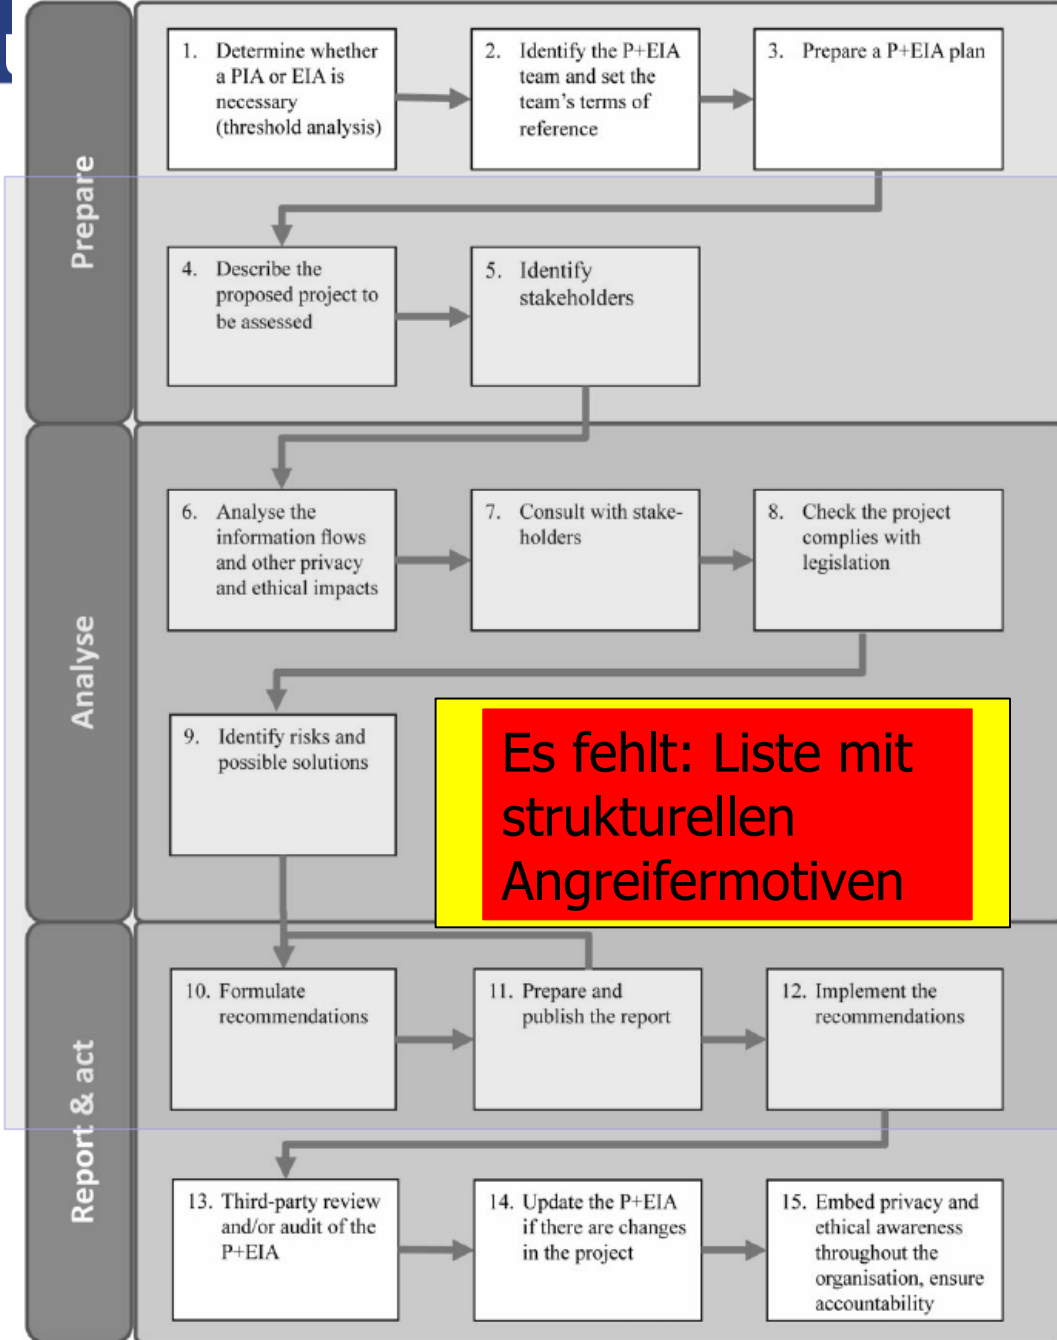 Prepare
1. Determine whether
a PIA or EIA is
necessary
(threshold analysis)
2. Identify the P+EIA
team and set the
team's terms of
reference
3. Prepare a P+EIA plan
4. Describe the
proposed project to
be assessed
5. Identify
stakeholders
Analyse
6. Analyse the
information flows
and other privacy
and ethical impacts
7. Consult with stake-
holders
8. Check the project
complies with
legislation
9. Identify risks and
possible solutions
Es fehlt: Liste mit
strukturellen
Angreifermotiven
Report & act
10. Formulate
recommendations
11. Prepare and
publish the report
12. Implement the
recommendations
13. Third-party review
and/or audit of the
P+EIA
14. Update the P+EIA
if there are changes
in the project
15. Embed privacy and
ethical awareness
throughout the
organisation, ensure
accountability